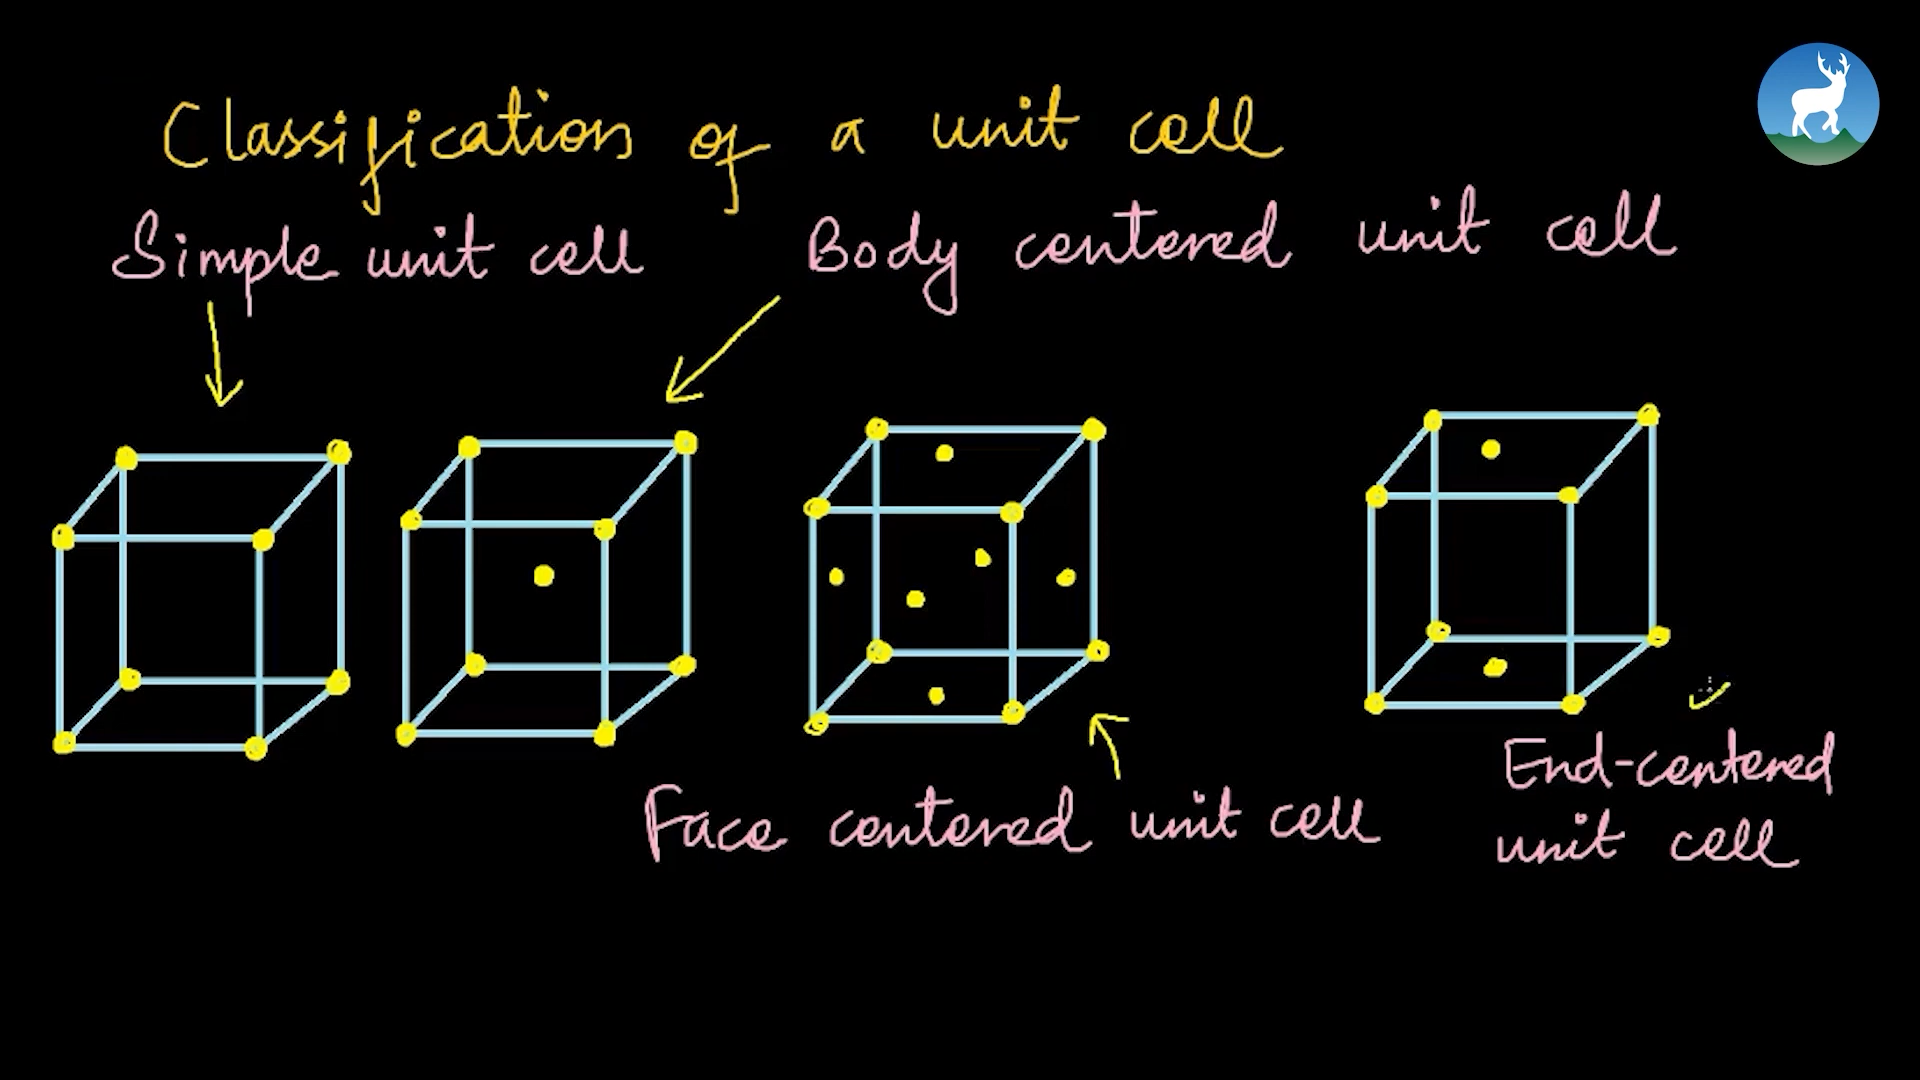 Classification of a unit cell
Simple unit cell
Body centered unit cell
Face centered unit cell
End-centered
unit cell